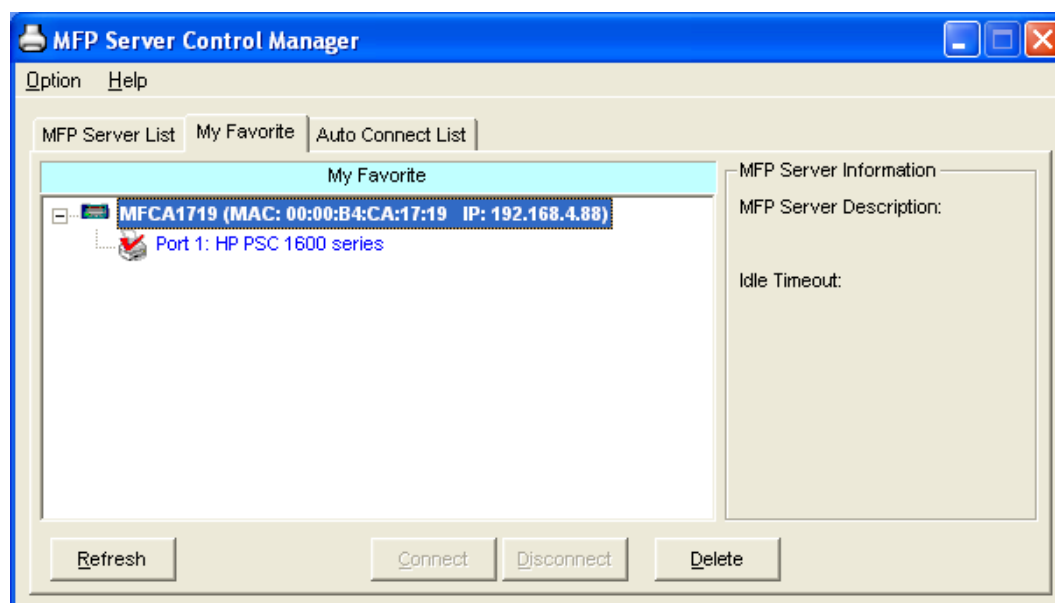 MFP Server Control Manager
Option Help
MFP Server List My Favorite Auto Connect List
My Favorite
MFCA1719 (MAC: 00:00:B4:CA:17:19 IP: 192.168.4.88)
Port 1: HP PSC 1600 series
MFP Server Information
MFP Server Description:
Idle Timeout:
Refresh Connect Disconnect Delete